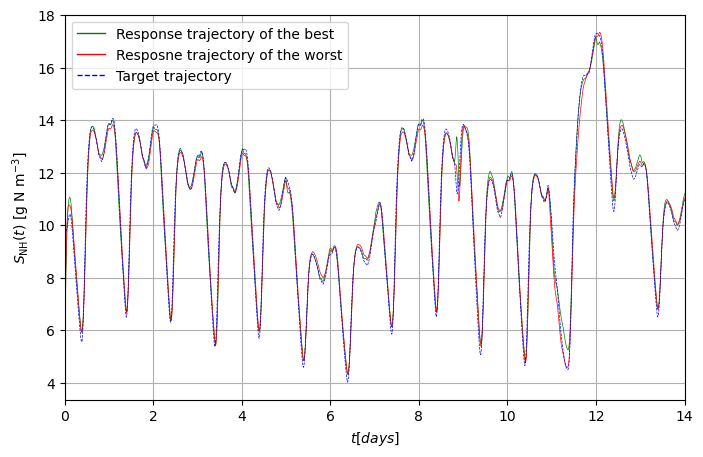 Response trajectory of the best
Resposne trajectory of the worst
Target trajectory
S_NH(t) [g N m⁻³]
18
16
14
12
10
8
6
4
0 2 4 6 8 10 12 14
t[days]